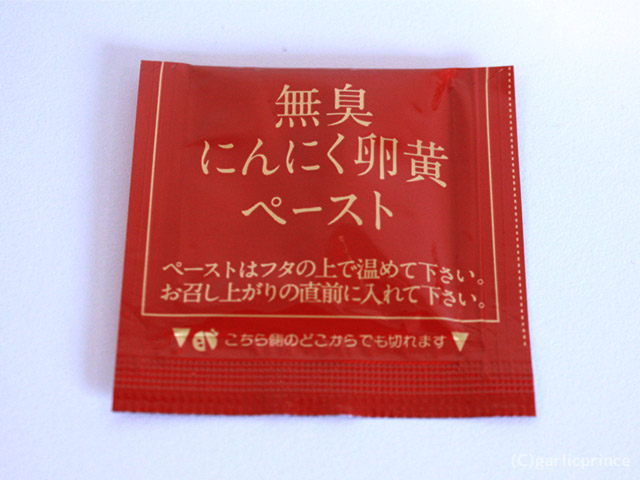 無臭
にんにく卵黄
ペースト
ペーストはフタの上で温めて下さい。
お召し上がりの直前に入れて下さい。
こちら側のどこからでも切れます
(C)garlicprince